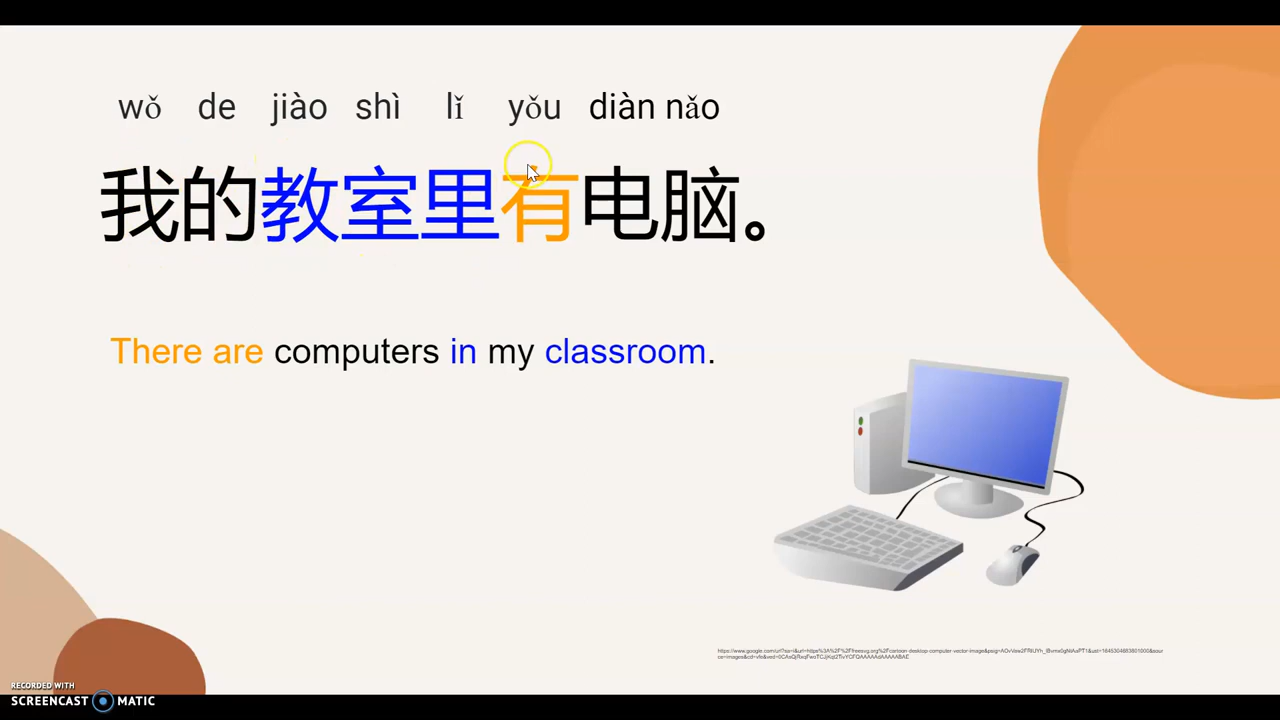 wǒ de jiào shì lǐ yǒu diàn nǎo
我的教室里有电脑。
There are computers in my classroom.
RECORDED WITH
SCREENCAST MATIC